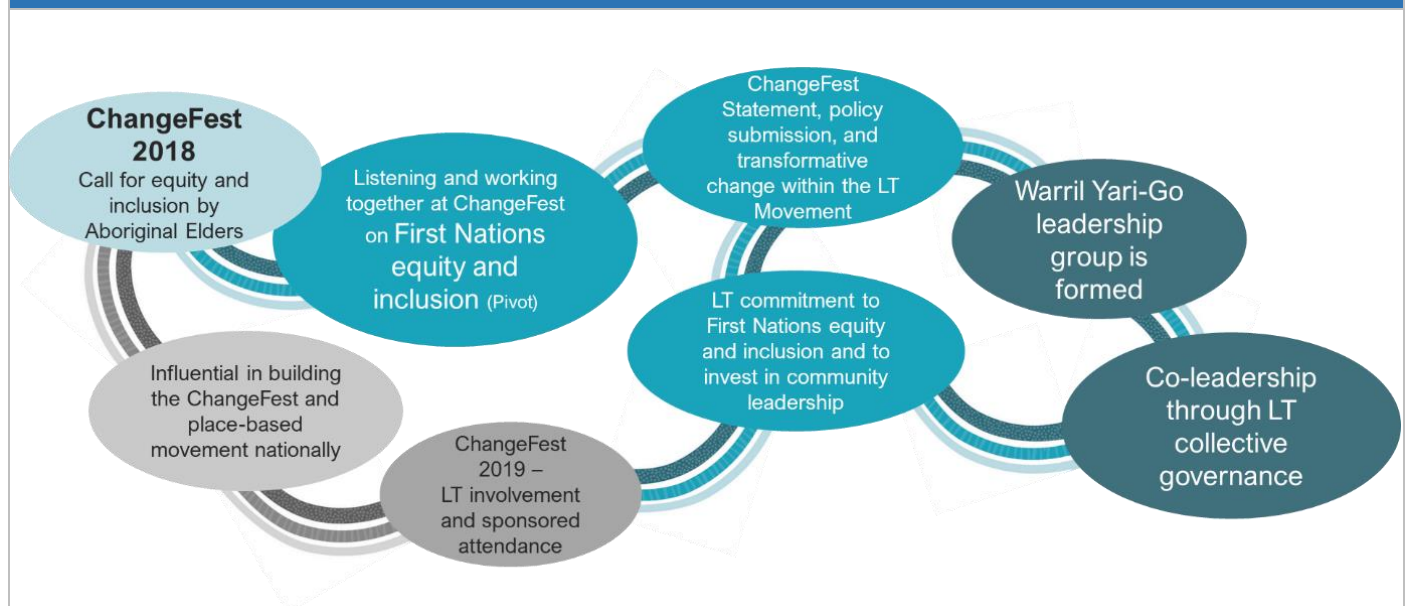 ChangeFest
2018
Call for equity and
inclusion by
Aboriginal Elders
Listening and working
together at ChangeFest
on First Nations
equity and
inclusion (Pivot)
ChangeFest
Statement, policy
submission, and
transformative
change within the LT
Movement
Warril Yari-Go
leadership
group is
formed
Influential in building
the ChangeFest and
place-based
movement nationally
ChangeFest
2019 –
LT involvement
and sponsored
attendance
LT commitment to
First Nations equity
and inclusion and to
invest in community
leadership
Co-leadership
through LT
collective
governance